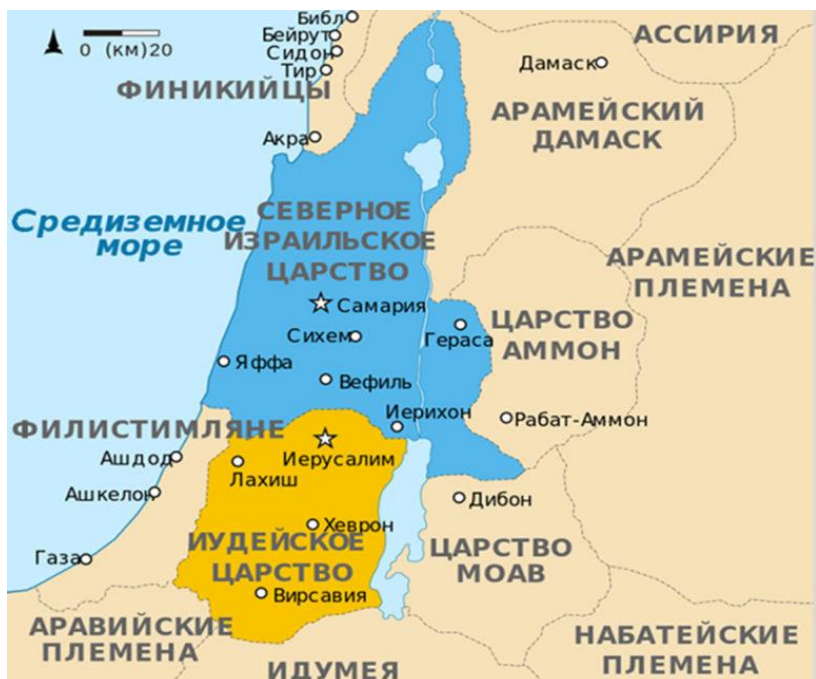 Библ
Бейрут
Сидон
Тир
0 (км) 20
АССИРИЯ
Дамаск
ФИНИКИЙЦЫ
АРАМЕЙСКИЙ
ДАМАСК
Акра
Средиземное
море
СЕВЕРНОЕ
ИЗРАИЛЬСКОЕ
ЦАРСТВО
АРАМЕЙСКИЕ
ПЛЕМЕНА
Самария
Сихем
Гераса
ЦАРСТВО
АММОН
Яффа
Вефиль
Иерихон
Рабат-Аммон
ФИЛИСТИМЛЯНЕ
Ашдод
Иерусалим
Лахиш
Ашкелон
Дибон
Хеврон
ИУДЕЙСКОЕ
ЦАРСТВО
ЦАРСТВО
МОАВ
Газа
Вирсавия
АРАВИЙСКИЕ
ПЛЕМЕНА
НАБАТЕЙСКИЕ
ПЛЕМЕНА
ИДУМЕЯ